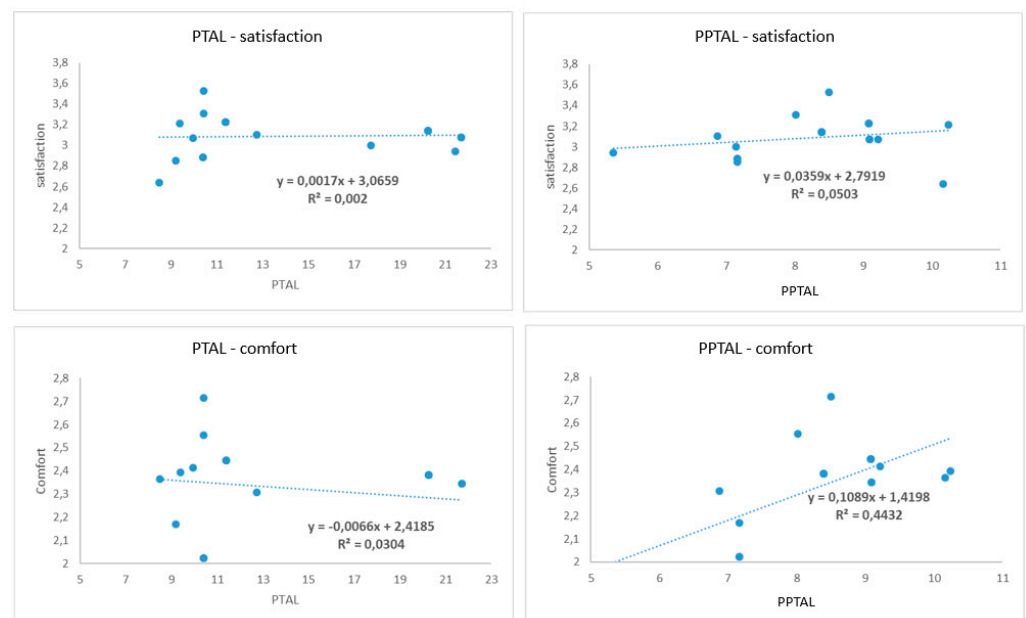 PTAL - satisfaction
3,8
3,6
3,4
3,2
3
2,8
2,6
2,4
2,2
2
satisfaction
y = 0,0017x + 3,0659
R² = 0,002
5 7 9 11 13 15 17 19 21 23
PTAL
PPTAL - satisfaction
3,8
3,6
3,4
3,2
3
2,8
2,6
2,4
2,2
2
satisfaction
y = 0,0359x + 2,7919
R² = 0,0503
5 6 7 8 9 10 11
PPTAL
PTAL - comfort
2,8
2,7
2,6
2,5
2,4
2,3
2,2
2,1
2
Comfort
y = -0,0066x + 2,4185
R² = 0,0304
5 7 9 11 13 15 17 19 21 23
PTAL
PPTAL - comfort
2,8
2,7
2,6
2,5
2,4
2,3
2,2
2,1
2
Comfort
y = 0,1089x + 1,4198
R² = 0,4432
5 6 7 8 9 10 11
PPTAL